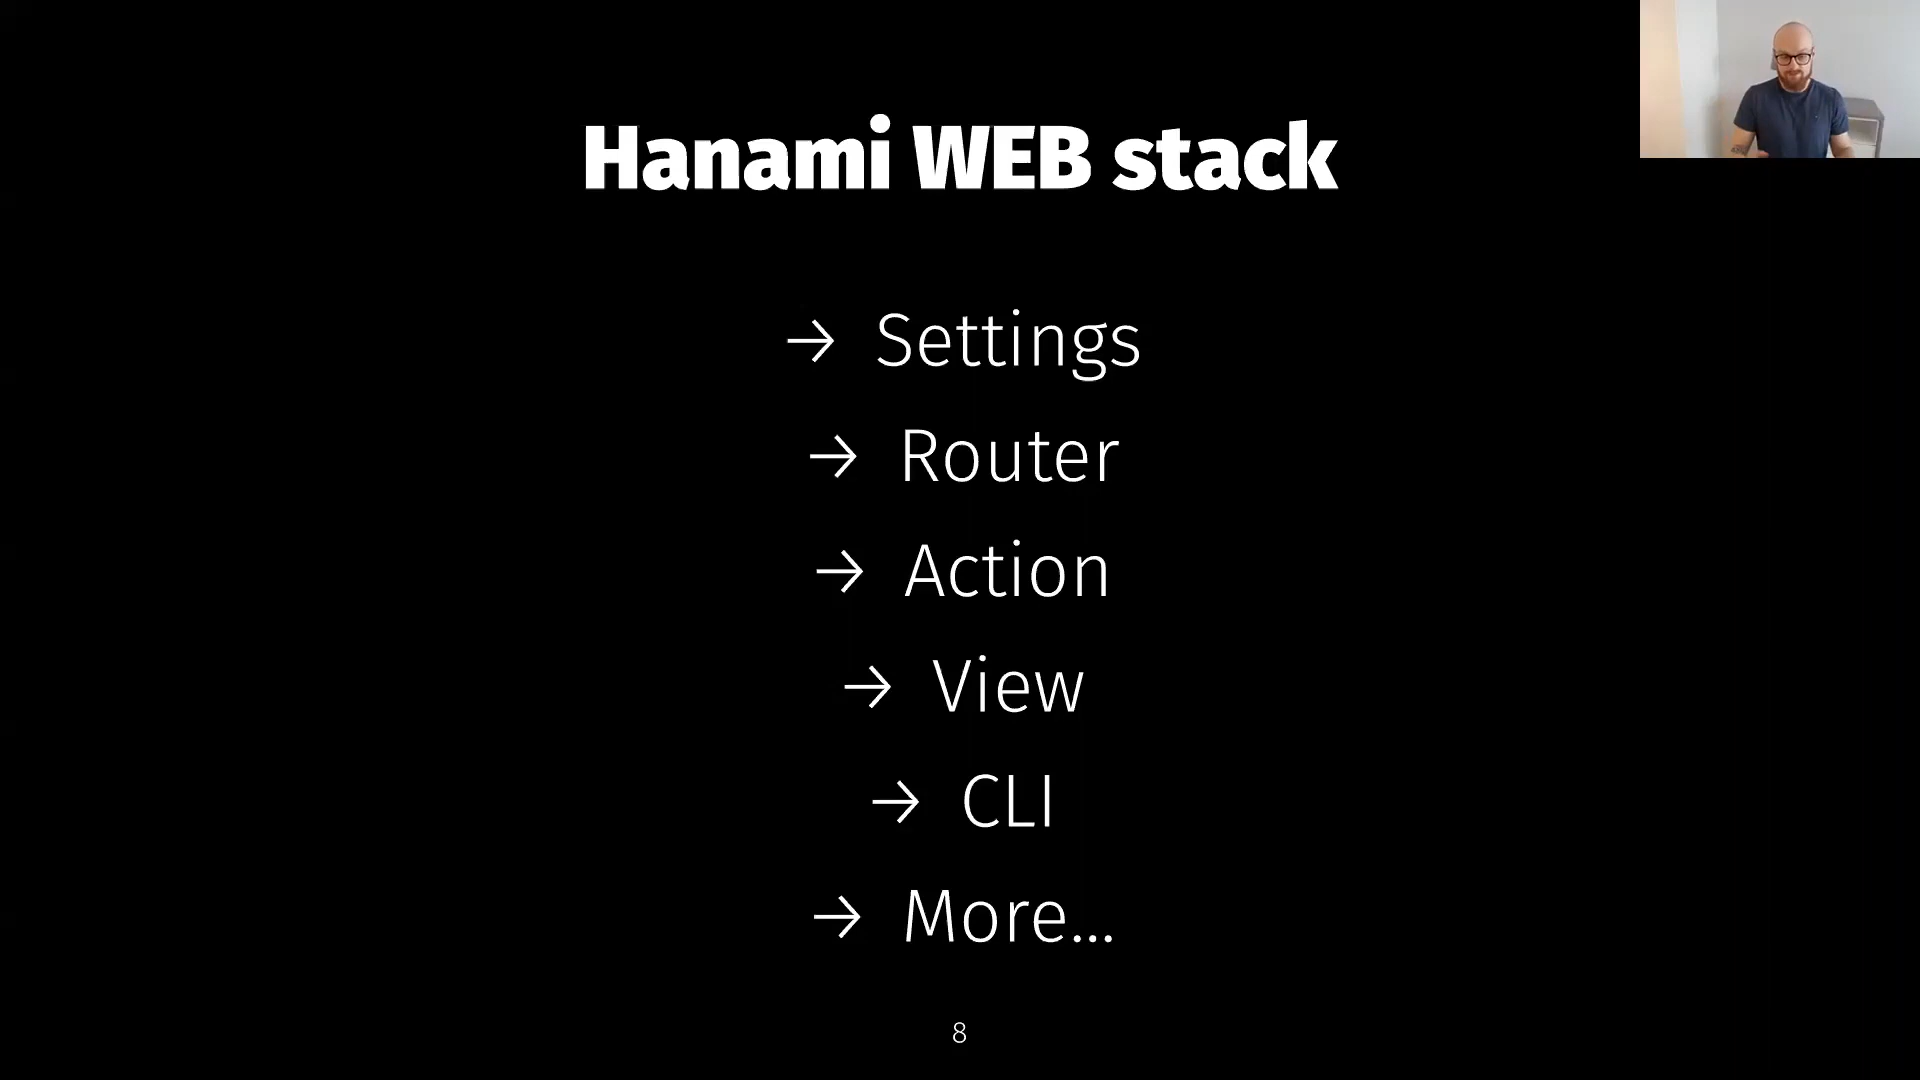 Hanami WEB stack
→ Settings
→ Router
→ Action
→ View
→ CLI
→ More...
8